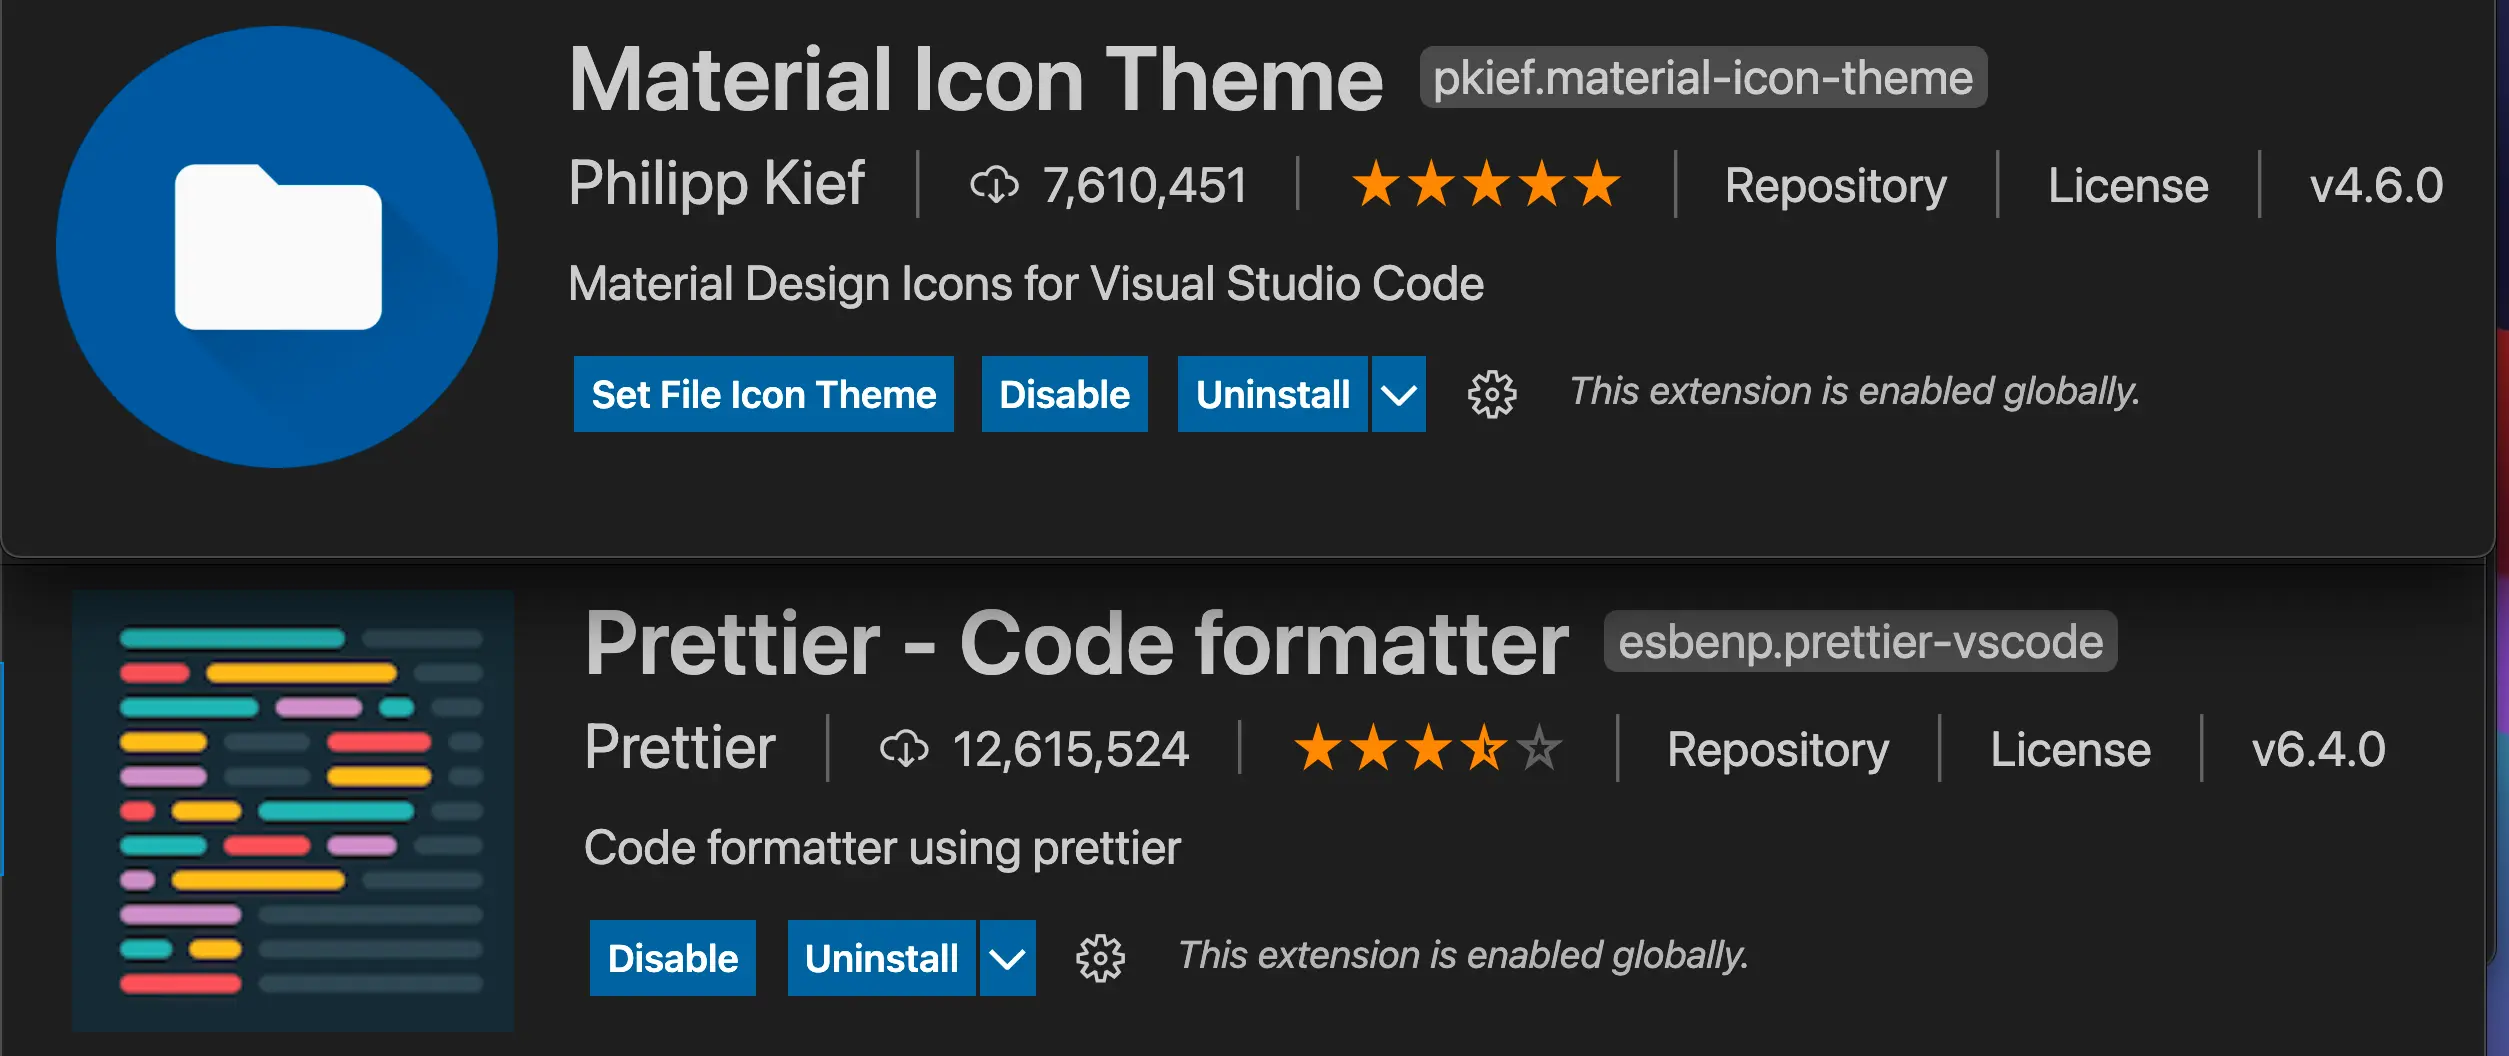 Material Icon Theme pkief.material-icon-theme
Philipp Kief 7,610,451 Repository License v4.6.0
Material Design Icons for Visual Studio Code
Set File Icon Theme Disable Uninstall This extension is enabled globally.
Prettier - Code formatter esbenp.prettier-vscode
Prettier 12,615,524 Repository License v6.4.0
Code formatter using prettier
Disable Uninstall This extension is enabled globally.